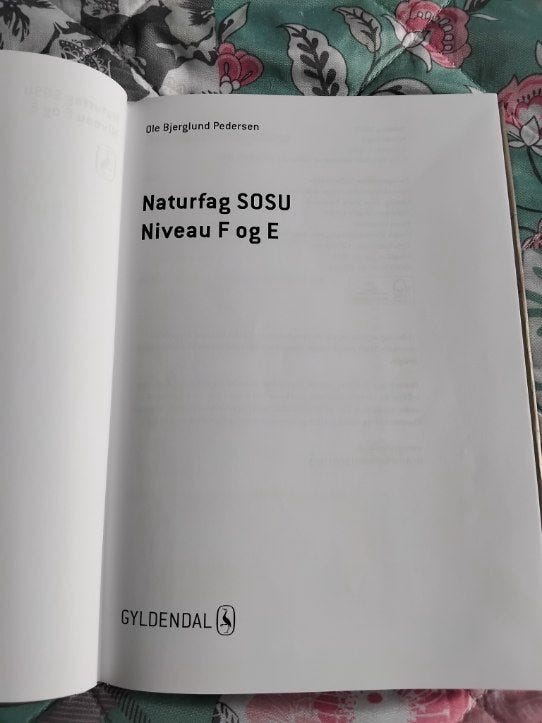 Ole Bjerglund Pedersen
Naturfag SOSU
Niveau F og E
GYLDENDAL